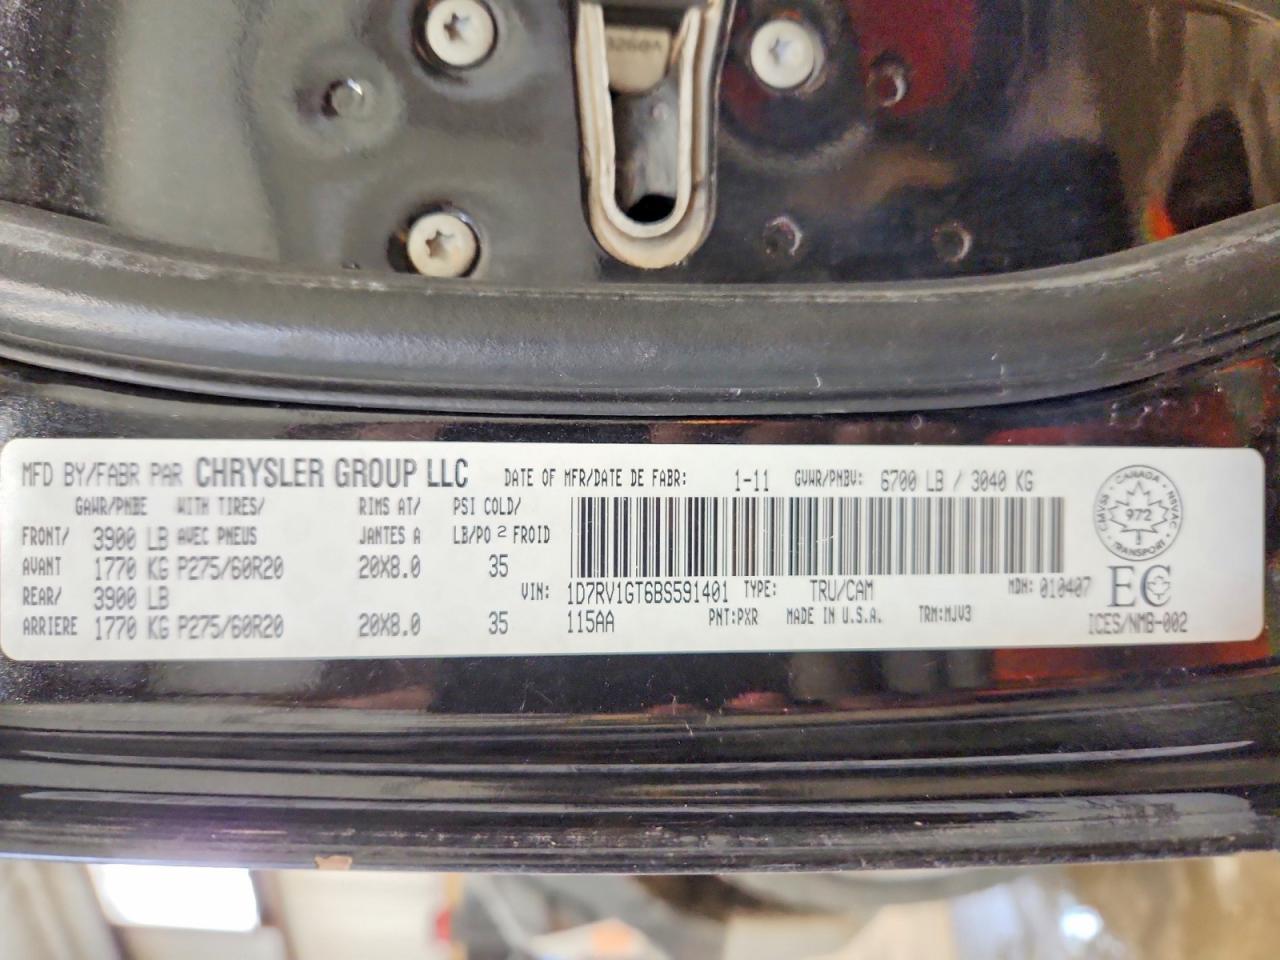 3260A
MFD BY/FABR PAR CHRYSLER GROUP LLC DATE OF MFR/DATE DE FABR: 1-11 GVWR/PNBV: 6700 LB / 3040 KG
GAWR/PNBE WITH TIRES/ RIMS AT/ PSI COLD/
FRONT/ 3900 LB AVEC PNEUS JANTES A LB/PO 2 FROID
AVANT 1770 KG P275/60R20 20X8.0 35
REAR/ 3900 LB VIN: 1D7RV1GT6BS591401 TYPE: TRU/CAM MDH: 010407
ARRIERE 1770 KG P275/60R20 20X8.0 35 115AA PNT:PXR MADE IN U.S.A. TRM:MJV3
CANADA
CMVSS NSVAC
972
TRANSPORT
EC
ICES/NMB-002